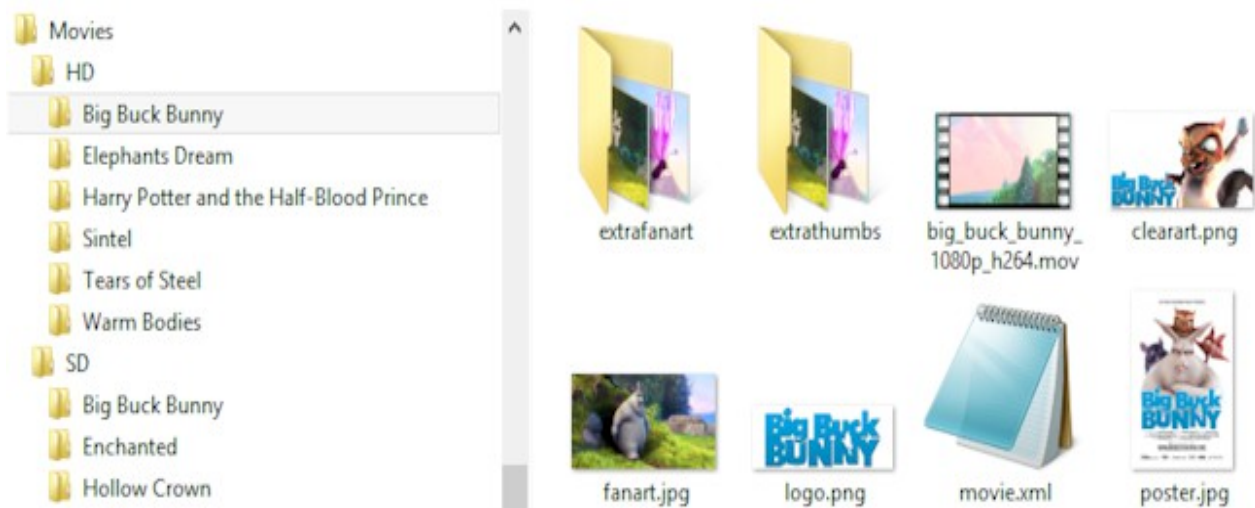 Movies
HD
Big Buck Bunny
Elephants Dream
Harry Potter and the Half-Blood Prince
Sintel
Tears of Steel
Warm Bodies
SD
Big Buck Bunny
Enchanted
Hollow Crown
extrafanart
extrathumbs
big_buck_bunny_
1080p_h264.mov
Big Buck
BUNNY
clearart.png
fanart.jpg
Big Buck
BUNNY
logo.png
movie.xml
Big Buck
BUNNY
poster.jpg